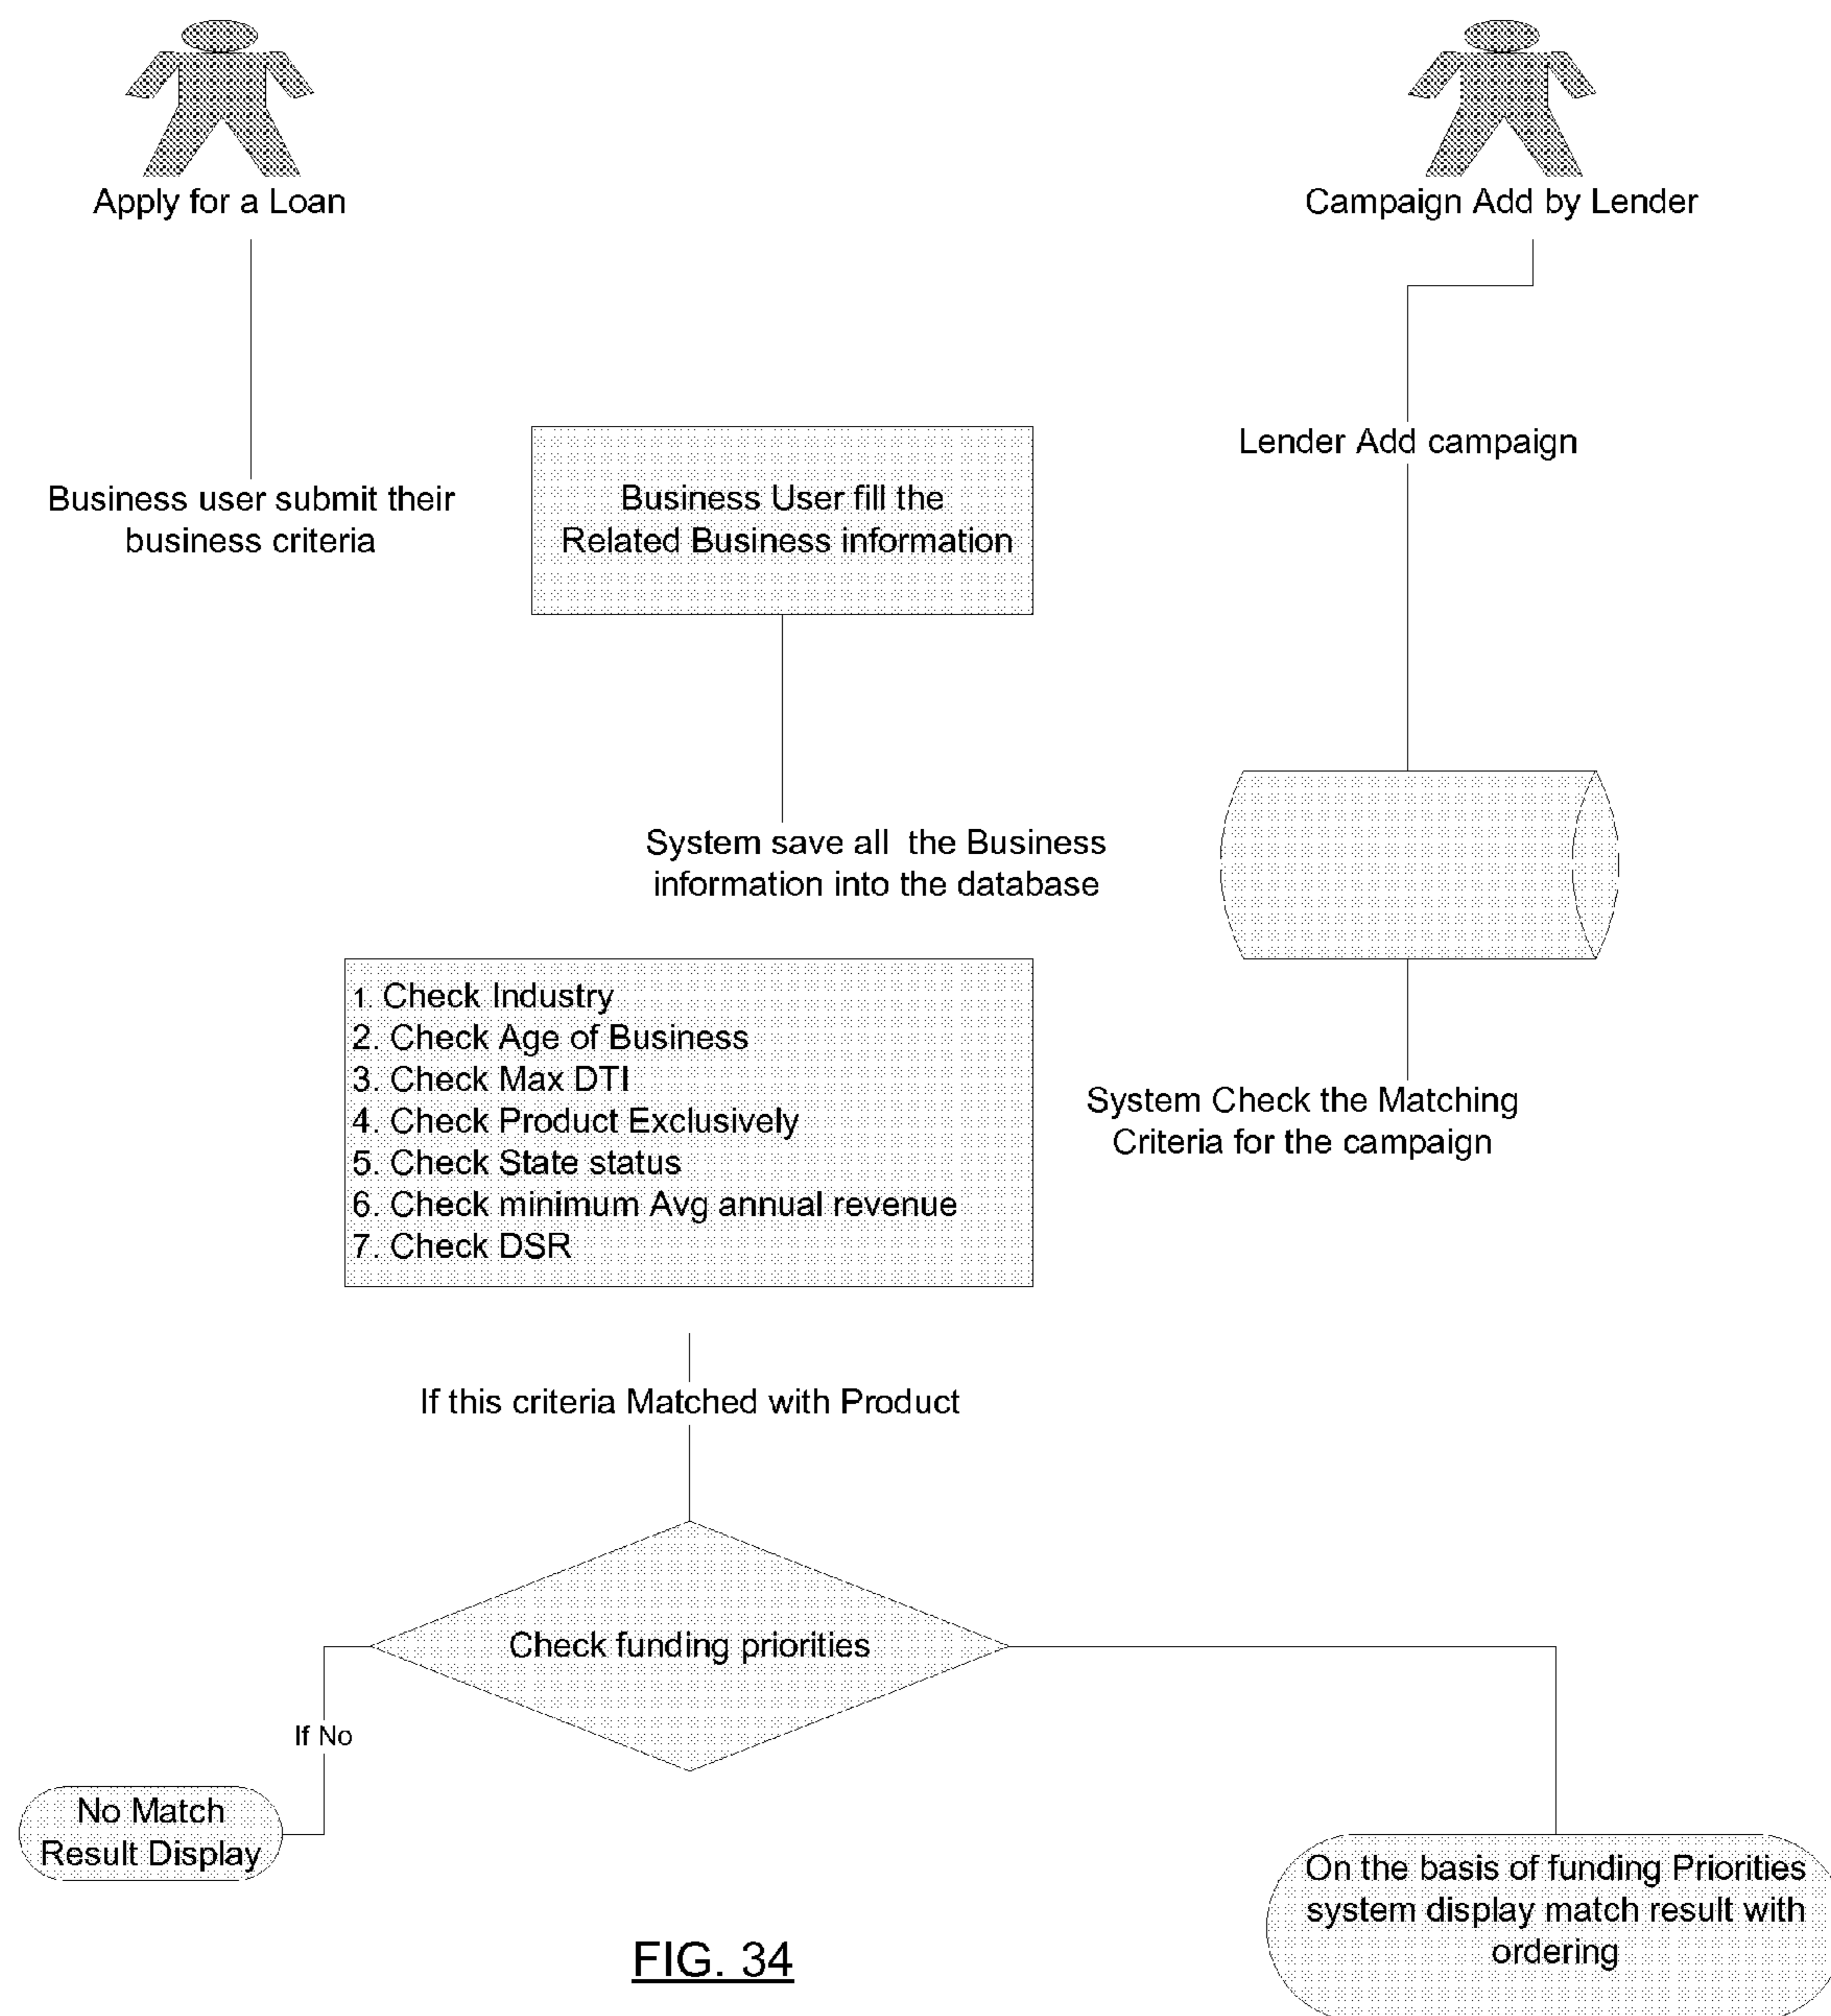 Apply for a Loan
Campaign Add by Lender
Business user submit their
business criteria
Business User fill the
Related Business information
Lender Add campaign
System save all the Business
information into the database
1. Check Industry
2. Check Age of Business
3. Check Max DTI
4. Check Product Exclusively
5. Check State status
6. Check minimum Avg annual revenue
7. Check DSR
System Check the Matching
Criteria for the campaign
If this criteria Matched with Product
Check funding priorities
If No
No Match
Result Display
On the basis of funding Priorities
system display match result with
ordering
FIG. 34